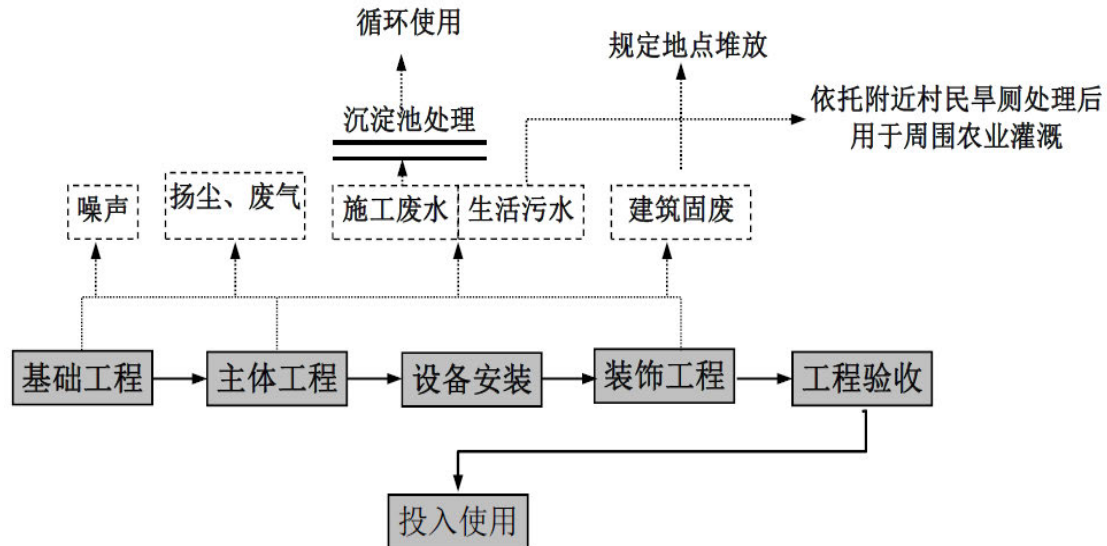 循环使用
规定地点堆放
沉淀池处理
依托附近村民旱厕处理后
用于周围农业灌溉
噪声
扬尘、废气
施工废水
生活污水
建筑固废
基础工程
主体工程
设备安装
装饰工程
工程验收
投入使用